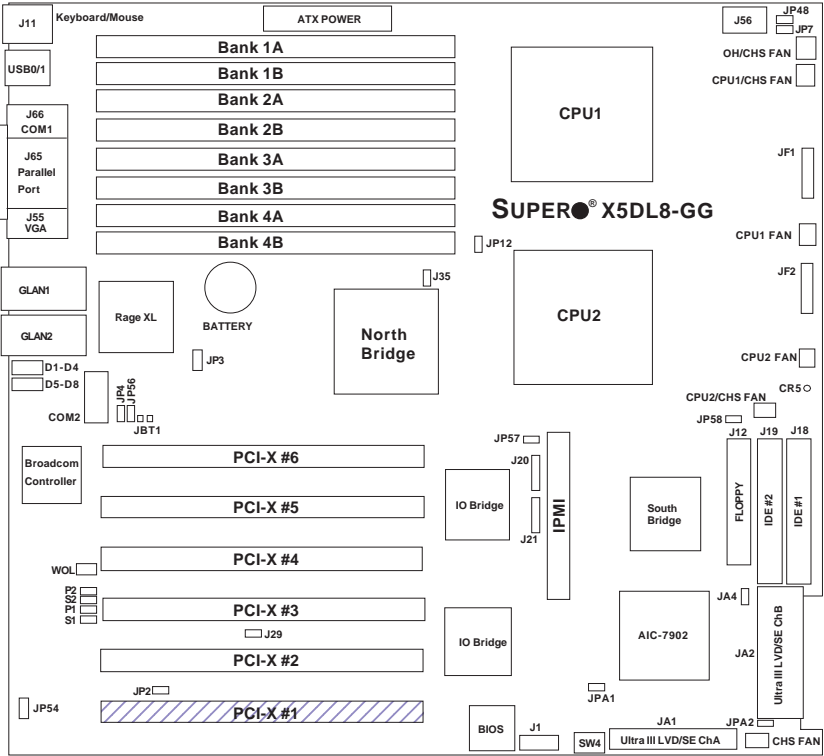 J11
Keyboard/Mouse
ATX POWER
J56
JP48
JP7
USB0/1
Bank 1A
Bank 1B
Bank 2A
Bank 2B
Bank 3A
Bank 3B
Bank 4A
Bank 4B
OH/CHS FAN
CPU1/CHS FAN
CPU1
J66
COM1
J65
Parallel
Port
J55
VGA
JF1
SUPER® X5DL8-GG
JP12
CPU1 FAN
GLAN1
GLAN2
Rage XL
BATTERY
J35
North
Bridge
CPU2
JF2
JP3
CPU2 FAN
D1-D4
D5-D8
COM2
JP4
JP56
JBT1
CR5
CPU2/CHS FAN
JP58
JP57
J12
J19
J18
Broadcom
Controller
PCI-X #6
PCI-X #5
PCI-X #4
PCI-X #3
PCI-X #2
PCI-X #1
J20
J21
IO Bridge
IPMI
South
Bridge
FLOPPY
IDE #2
IDE #1
WOL
P2
S2
P1
S1
J29
IO Bridge
AIC-7902
JA4
JA2
Ultra III LVD/SE ChB
JP2
JP54
JPA1
BIOS
J1
SW4
JA1
Ultra III LVD/SE ChA
JPA2
CHS FAN